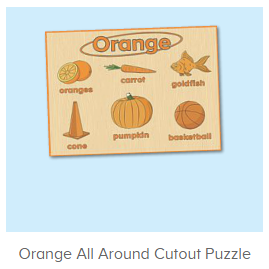 Orange
oranges
carrot
goldfish
cone
pumpkin
basketball
Orange All Around Cutout Puzzle